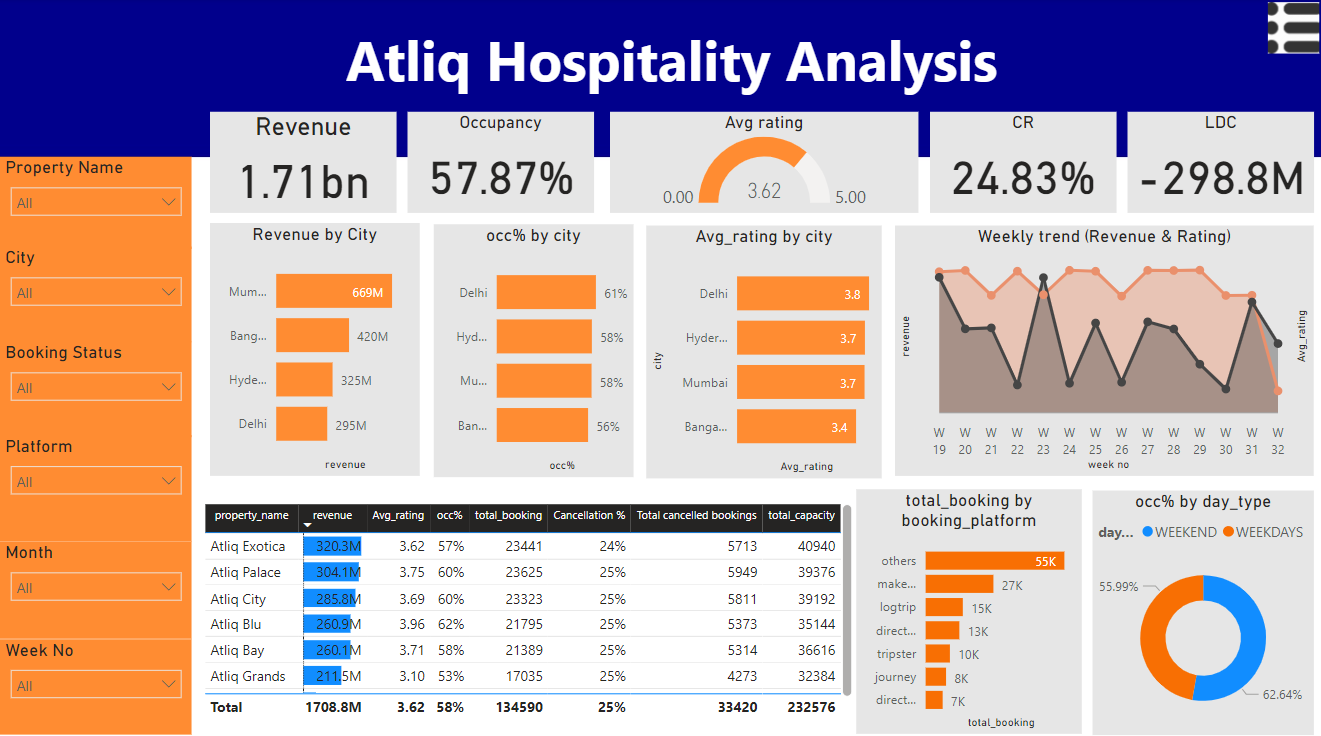 Atliq Hospitality Analysis
Revenue
1.71bn
Occupancy
57.87%
Avg rating
0.00
3.62
5.00
CR
24.83%
LDC
-298.8M
Property Name
All
City
All
Booking Status
All
Platform
All
Month
All
Week No
All
Revenue by City
Mum... 669M
Bang... 420M
Hyde... 325M
Delhi 295M
revenue
occ% by city
Delhi 61%
Hyd... 58%
Mu... 58%
Ban... 56%
occ%
Avg_rating by city
city
Delhi 3.8
Hyder... 3.7
Mumbai 3.7
Banga... 3.4
Avg_rating
Weekly trend (Revenue & Rating)
revenue
Avg_rating
W W W W W W W W W W W W W W
19 20 21 22 23 24 25 26 27 28 29 30 31 32
week no
property_name revenue Avg_rating occ% total_booking Cancellation % Total cancelled bookings total_capacity
Atliq Exotica 320.3M 3.62 57% 23441 24% 5713 40940
Atliq Palace 304.1M 3.75 60% 23625 25% 5949 39376
Atliq City 285.8M 3.69 60% 23323 25% 5811 39192
Atliq Blu 260.9M 3.96 62% 21795 25% 5373 35144
Atliq Bay 260.1M 3.71 58% 21389 25% 5314 36616
Atliq Grands 211.5M 3.10 53% 17035 25% 4273 32384
Total 1708.8M 3.62 58% 134590 25% 33420 232576
total_booking by
booking_platform
others 55K
make... 27K
logtrip 15K
direct... 13K
tripster 10K
journey 8K
direct... 7K
total_booking
occ% by day_type
day... WEEKEND WEEKDAYS
55.99%
62.64%